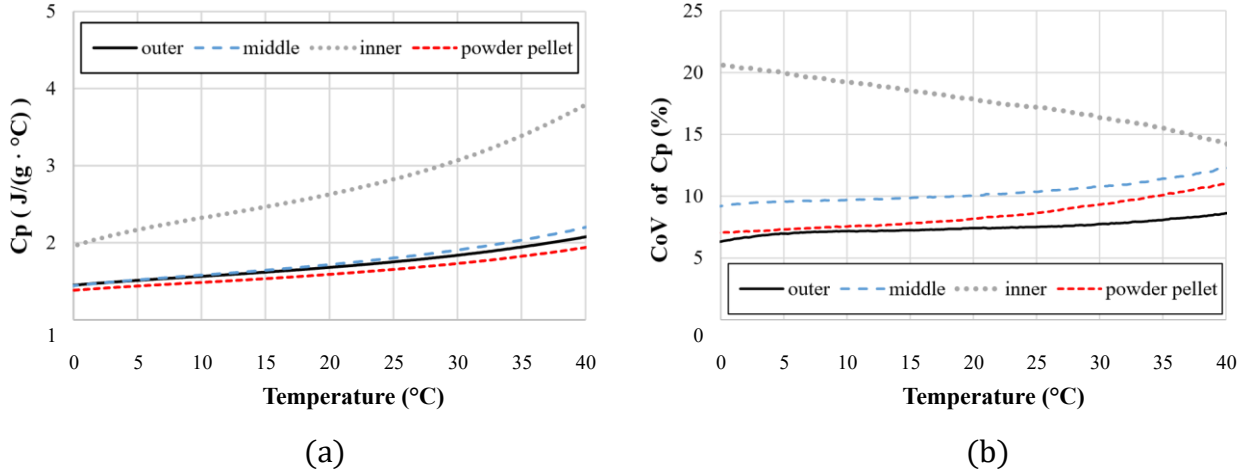 5
4
3
2
1
outer middle inner powder pellet
Cp ( J/(g · °C) )
0 5 10 15 20 25 30 35 40
Temperature (°C)
(a)
25
20
15
10
5
0
CoV of Cp (%)
outer middle inner powder pellet
0 5 10 15 20 25 30 35 40
Temperature (°C)
(b)